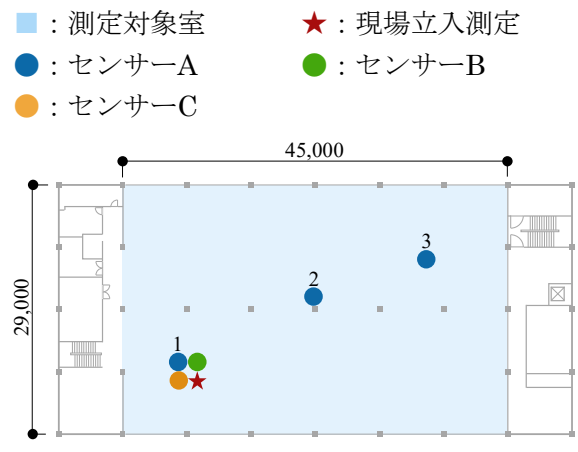 ：測定対象室
：現場立入測定
：センサーA
：センサーB
：センサーC
45,000
29,000
3
2
1